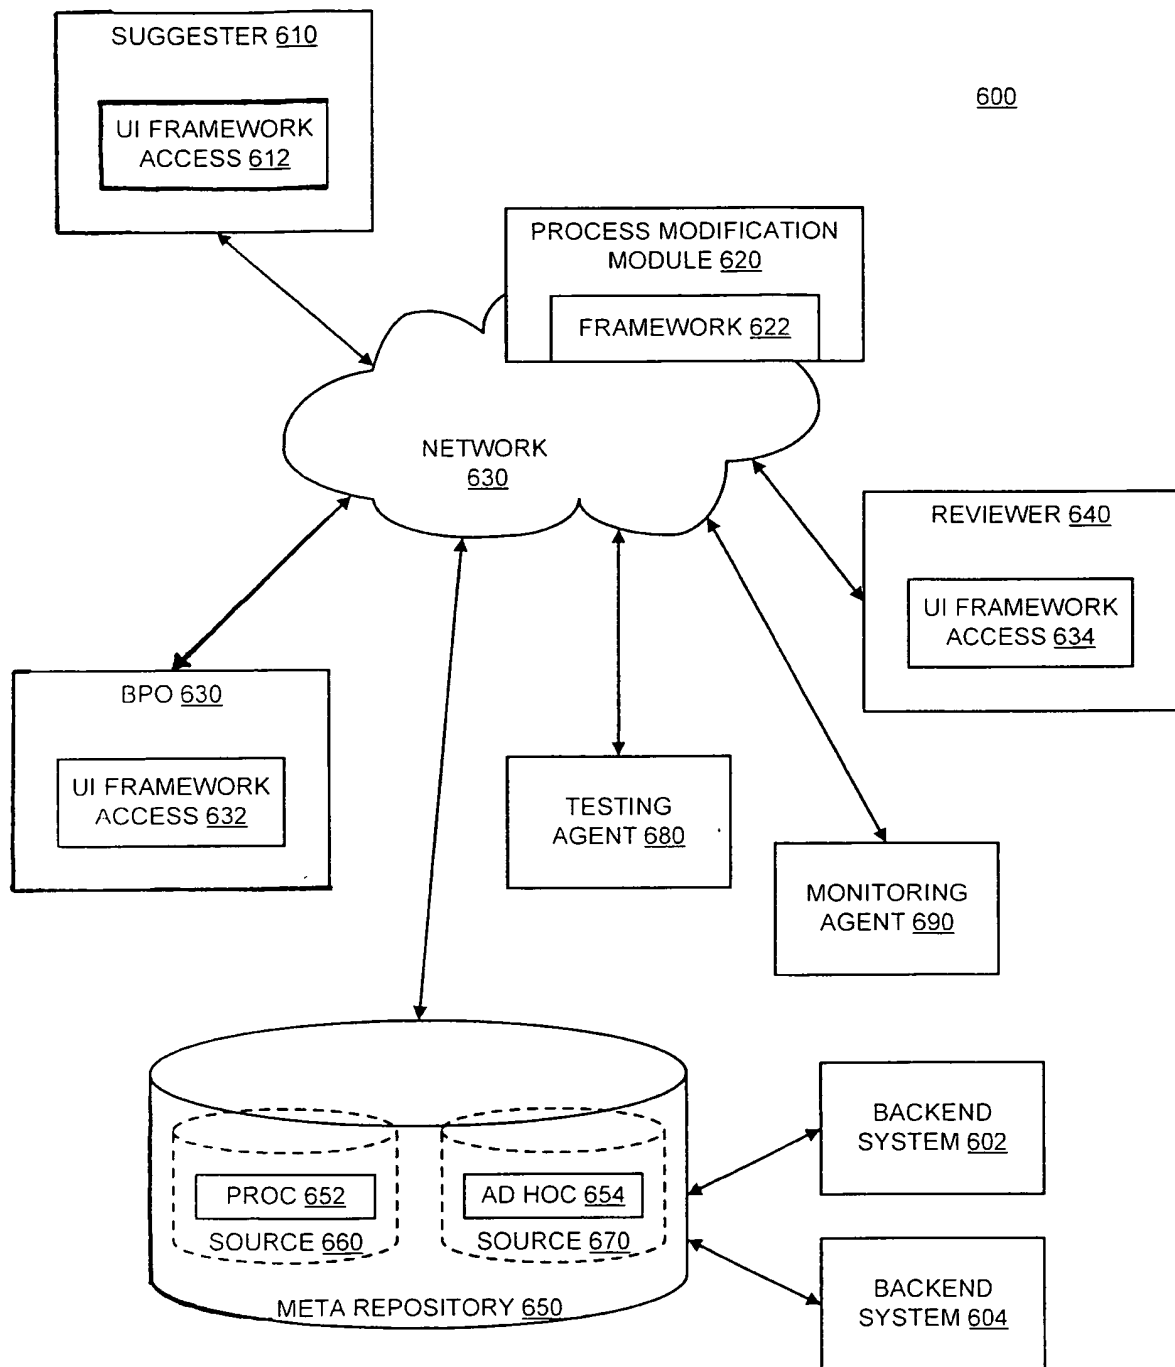 SUGGESTER 610
UI FRAMEWORK
ACCESS 612
600
PROCESS MODIFICATION
MODULE 620
FRAMEWORK 622
NETWORK
630
REVIEWER 640
UI FRAMEWORK
ACCESS 634
BPO 630
UI FRAMEWORK
ACCESS 632
TESTING
AGENT 680
MONITORING
AGENT 690
BACKEND
SYSTEM 602
PROC 652
SOURCE 660
AD HOC 654
SOURCE 670
META REPOSITORY 650
BACKEND
SYSTEM 604